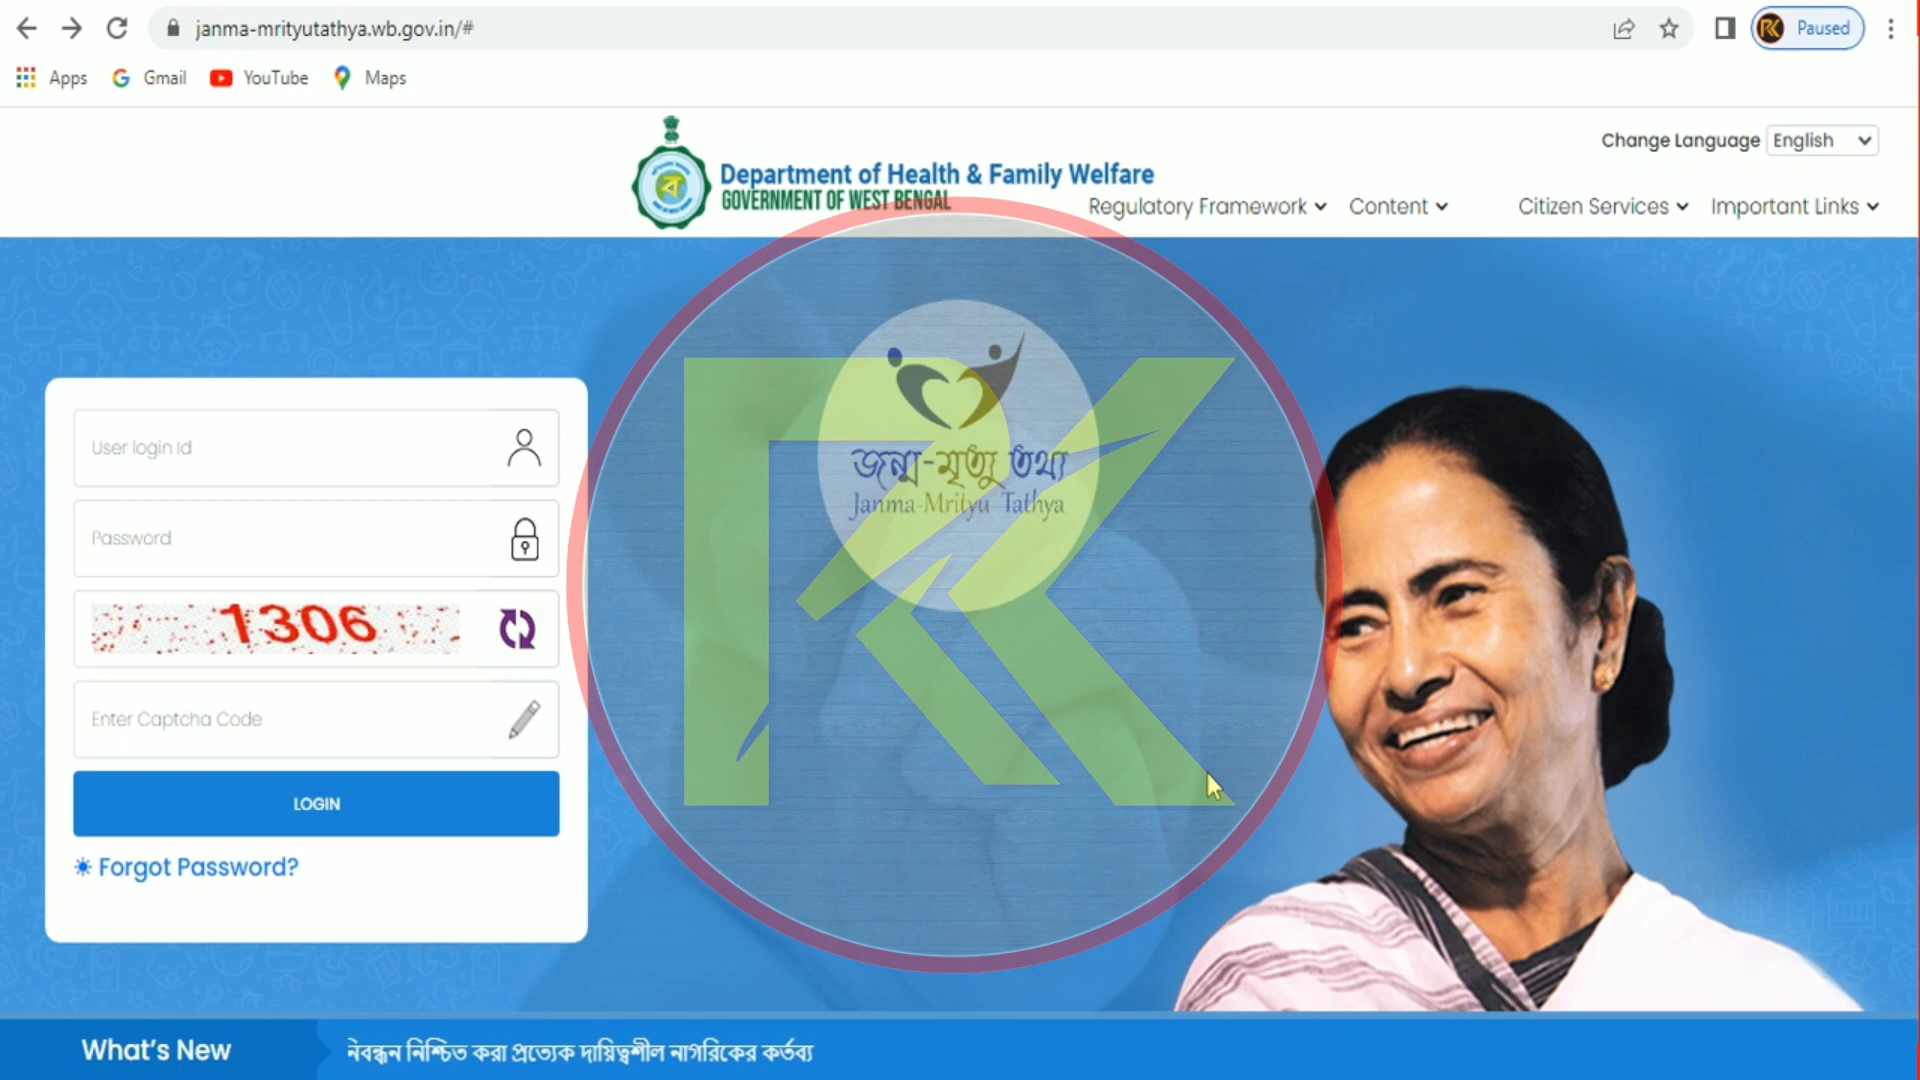 janma-mrityutathya.wb.gov.in/#
Paused
Apps
Gmail
YouTube
Maps
Change Language English
Department of Health & Family Welfare
GOVERNMENT OF WEST BENGAL
Regulatory Framework
Content
Citizen Services
Important Links
জন্ম-মৃত্যু তথ্য
Janma-Mrityu Tathya
RK
User login Id
Password
1306
Enter Captcha Code
LOGIN
Forgot Password?
What's New
নিবন্ধন নিশ্চিত করা প্রত্যেক দায়িত্বশীল নাগরিকের কর্তব্য